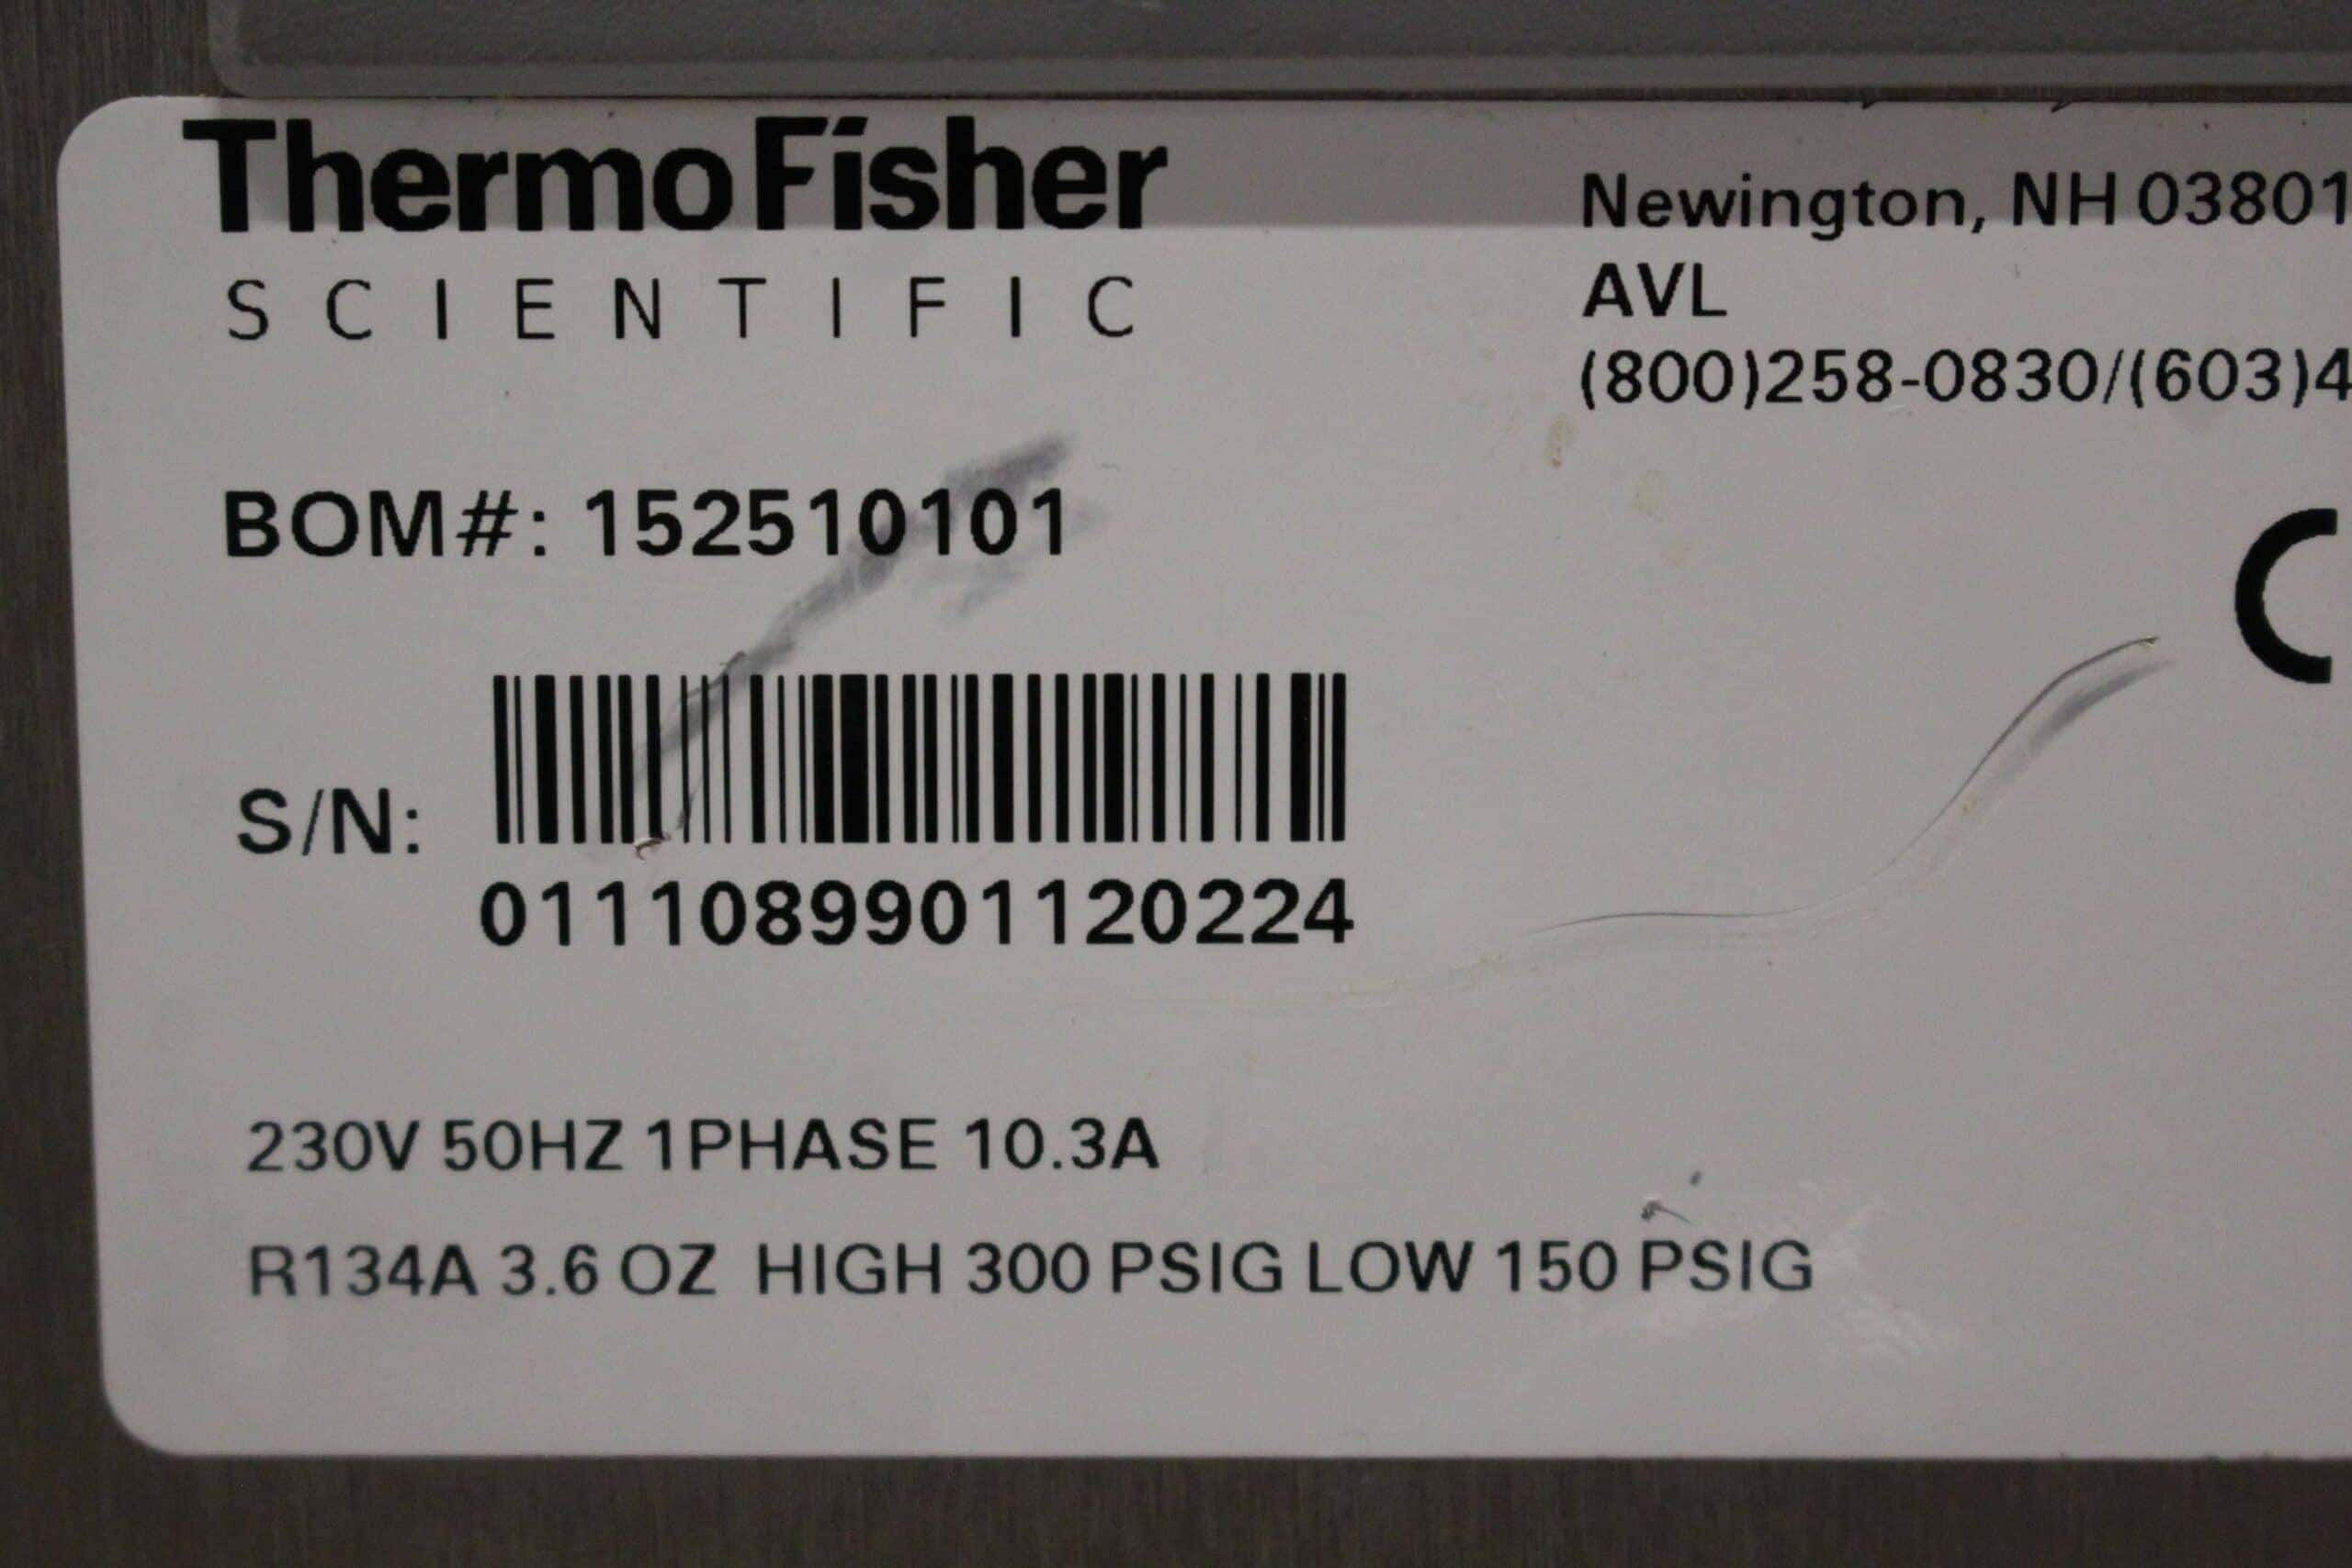 Thermo Fisher
SCIENTIFIC
Newington, NH 03801
AVL
(800)258-0830/(603)4
BOM#: 152510101
S/N:
0111089901120224
230V 50HZ 1PHASE 10.3A
R134A 3.6 OZ HIGH 300 PSIG LOW 150 PSIG